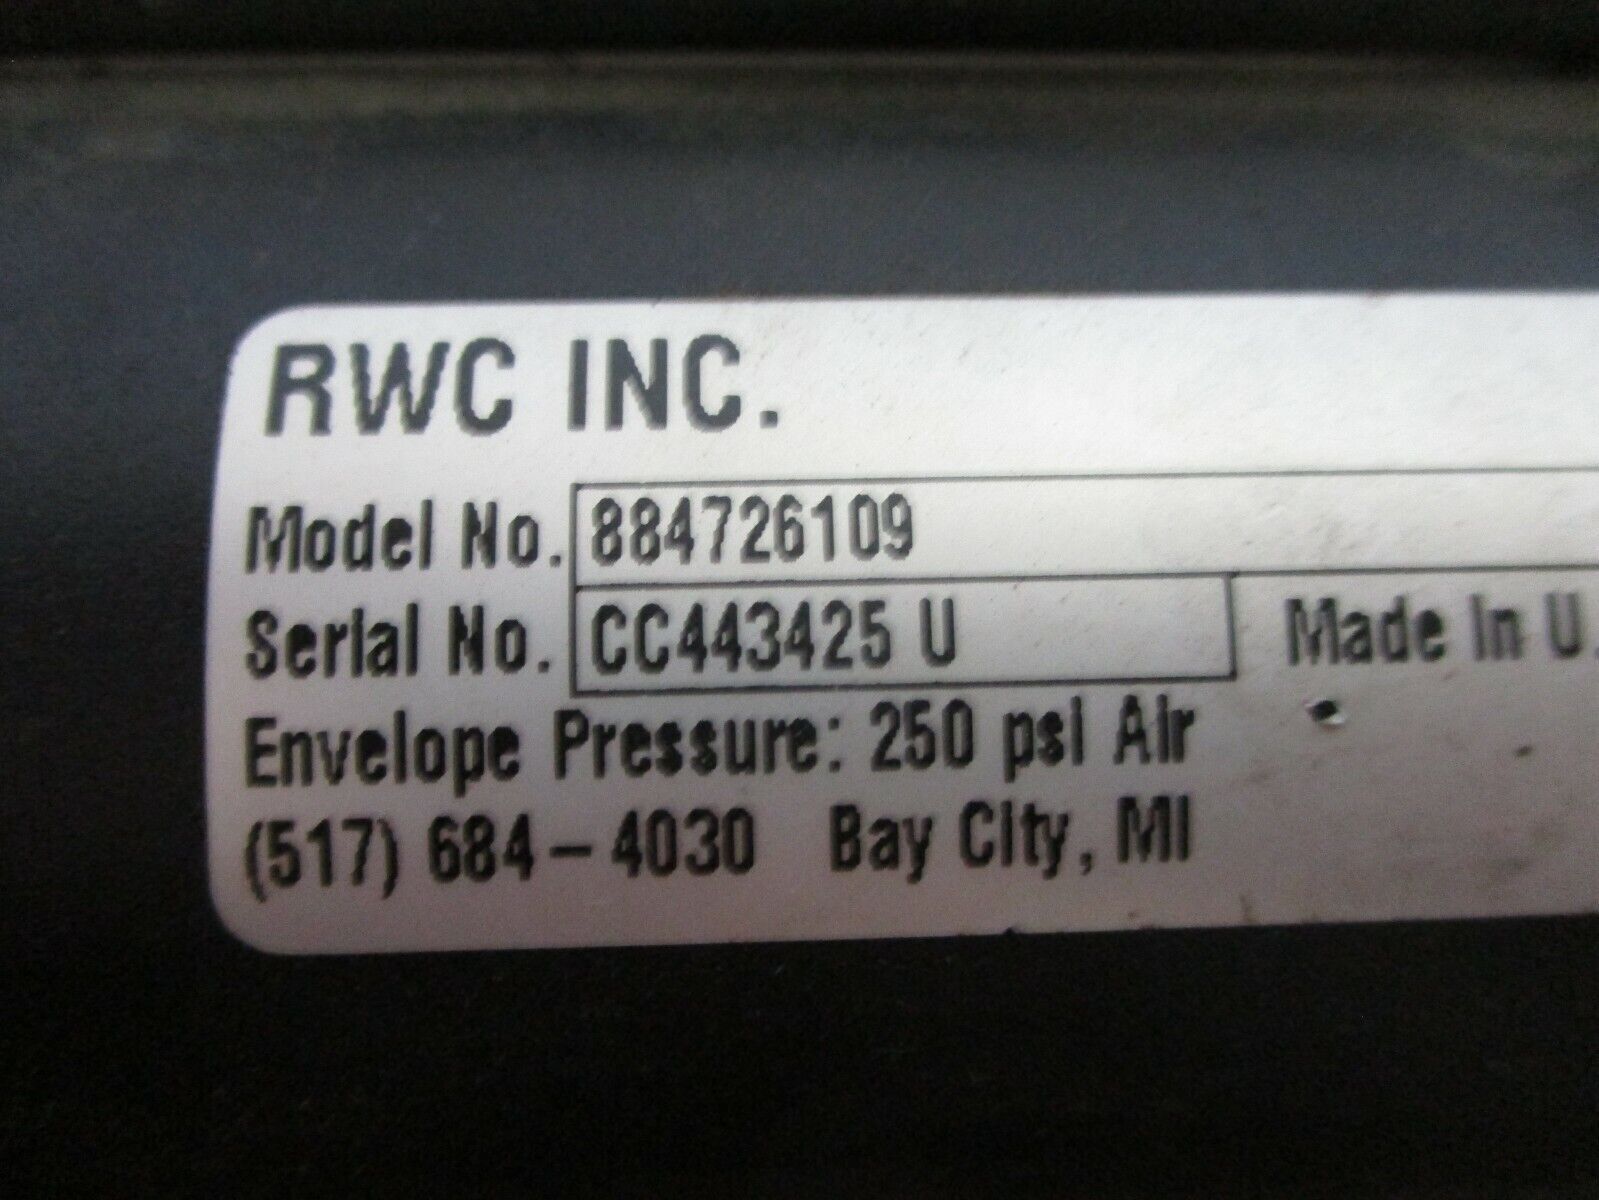 RWC INC.
Model No. 884726109
Serial No. CC443425 U Made In U.
Envelope Pressure: 250 psi Air
(517) 684-4030 Bay City, MI